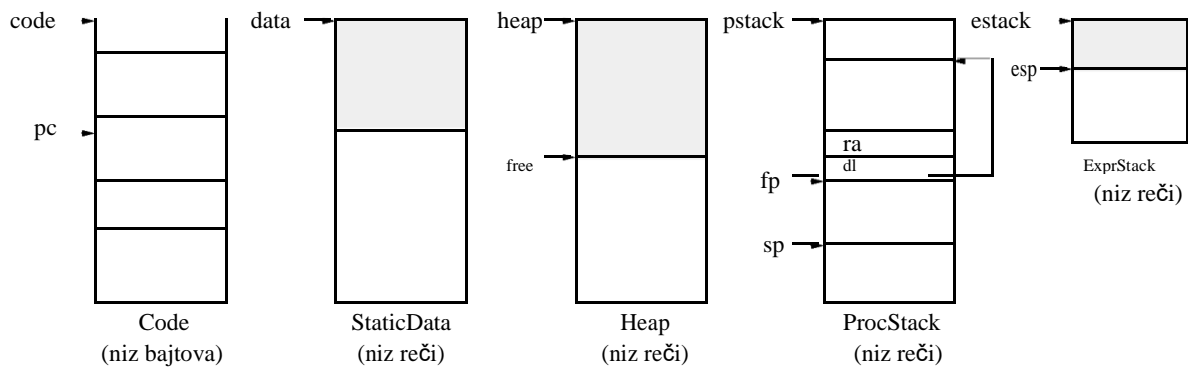 code
data
heap
pstack
estack
esp
pc
ra
free
dl
fp
sp
ExprStack
(niz reči)
Code
(niz bajtova)
StaticData
(niz reči)
Heap
(niz reči)
ProcStack
(niz reči)